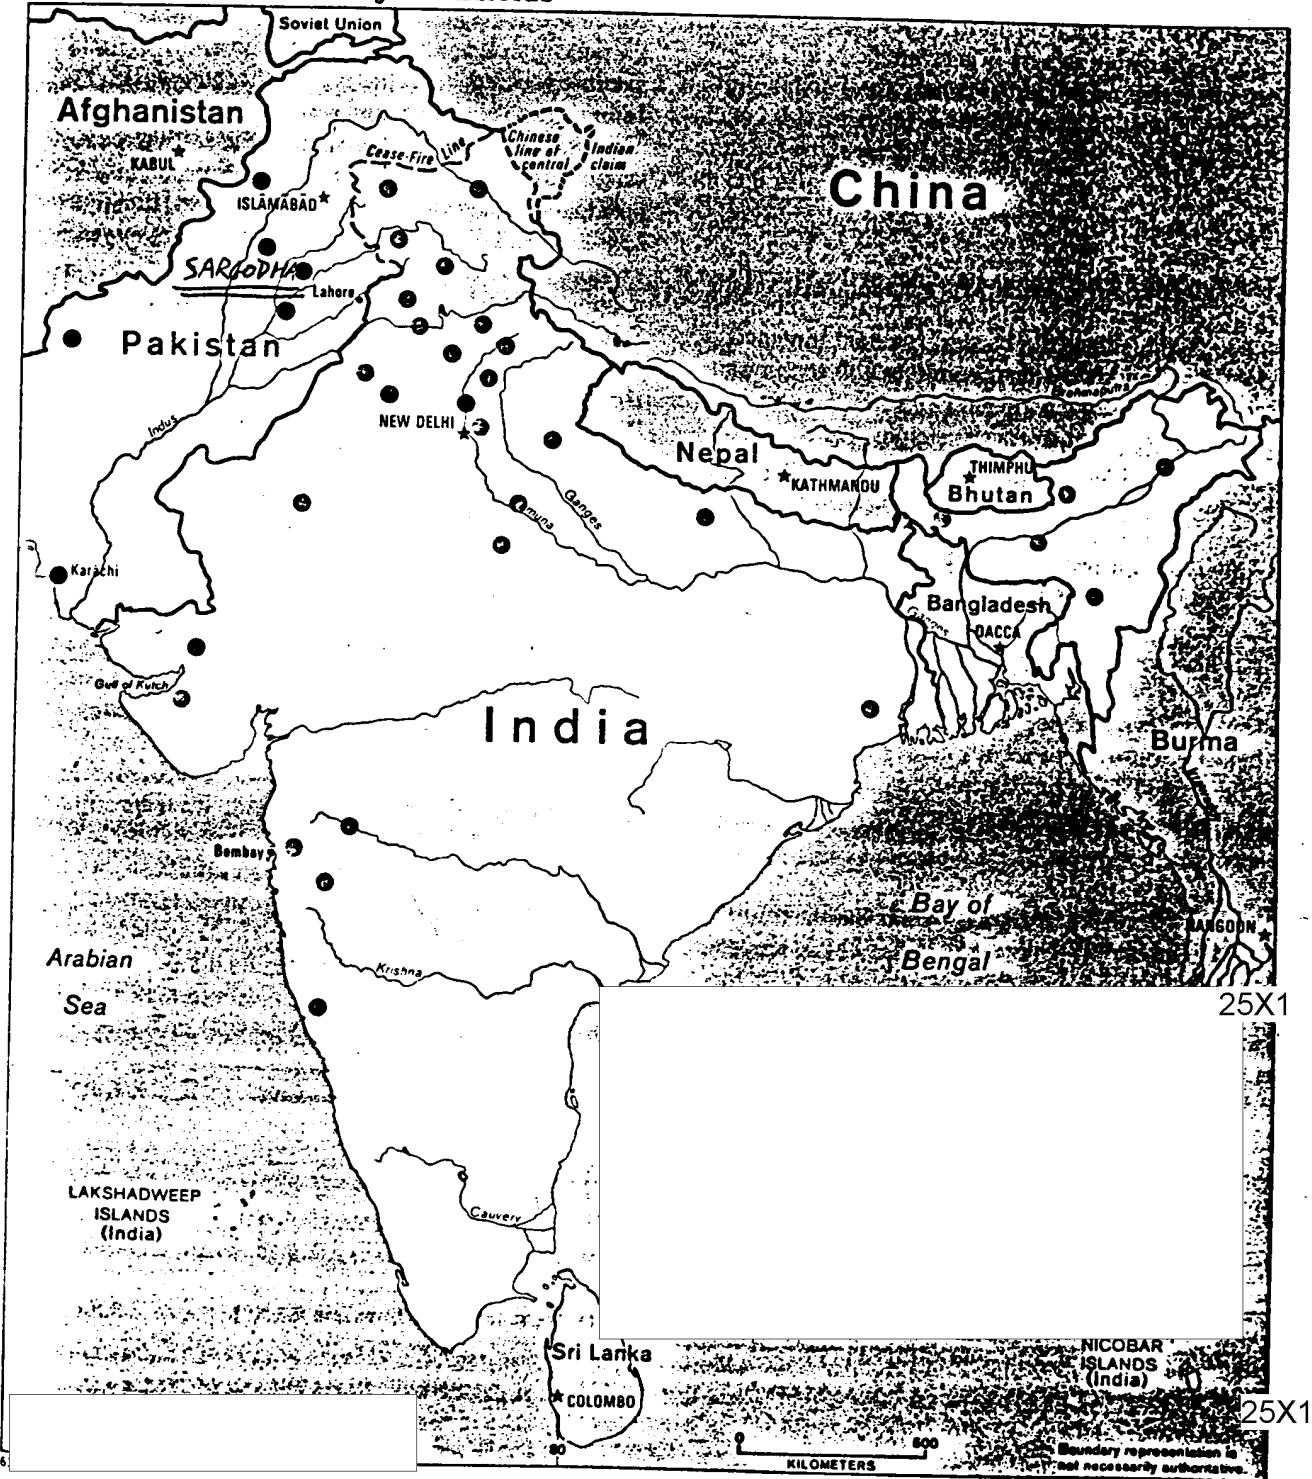 Soviet Union
Afghanistan
KABUL
Cease-Fire Line
Chinese
line of
control
Indian
claim
China
ISLAMABAD
SARGODHA
Lahore
Pakistan
Indus
NEW DELHI
Nepal
KATHMANDU
THIMPHU
Bhutan
Ganges
Karachi
Bangladesh
DACCA
Gulf of Kutch
India
Burma
Bombay
Bay of
Bengal
RANGOON
Arabian
Sea
Krishna
25X1
LAKSHADWEEP
ISLANDS
(India)
Cauvery
Sri Lanka
COLOMBO
NICOBAR
ISLANDS
(India)
25X1
80
0
500
KILOMETERS
Boundary representation is
not necessarily authoritative.